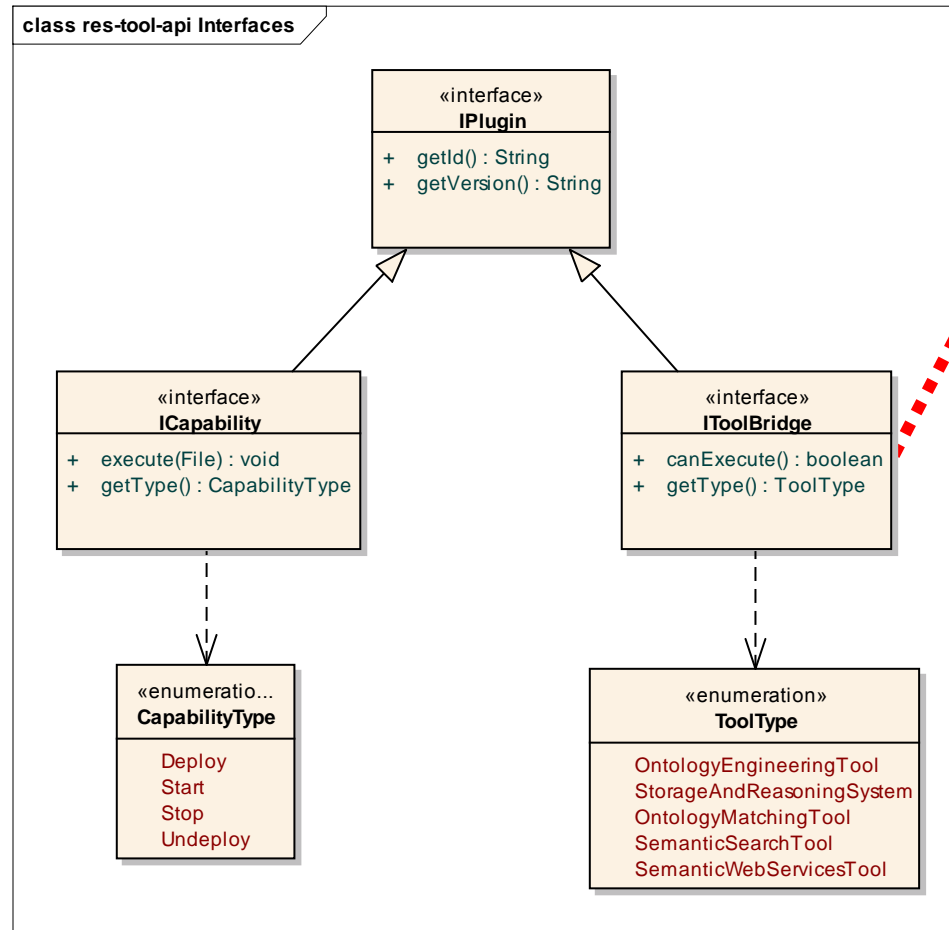 class res-tool-api Interfaces
«interface»
IPlugin
+ getId() : String
+ getVersion() : String
«interface»
ICapability
+ execute(File) : void
+ getType() : CapabilityType
«interface»
IToolBridge
+ canExecute() : boolean
+ getType() : ToolType
«enumeratio...
CapabilityType
Deploy
Start
Stop
Undeploy
«enumeration»
ToolType
OntologyEngineeringTool
StorageAndReasoningSystem
OntologyMatchingTool
SemanticSearchTool
SemanticWebServicesTool